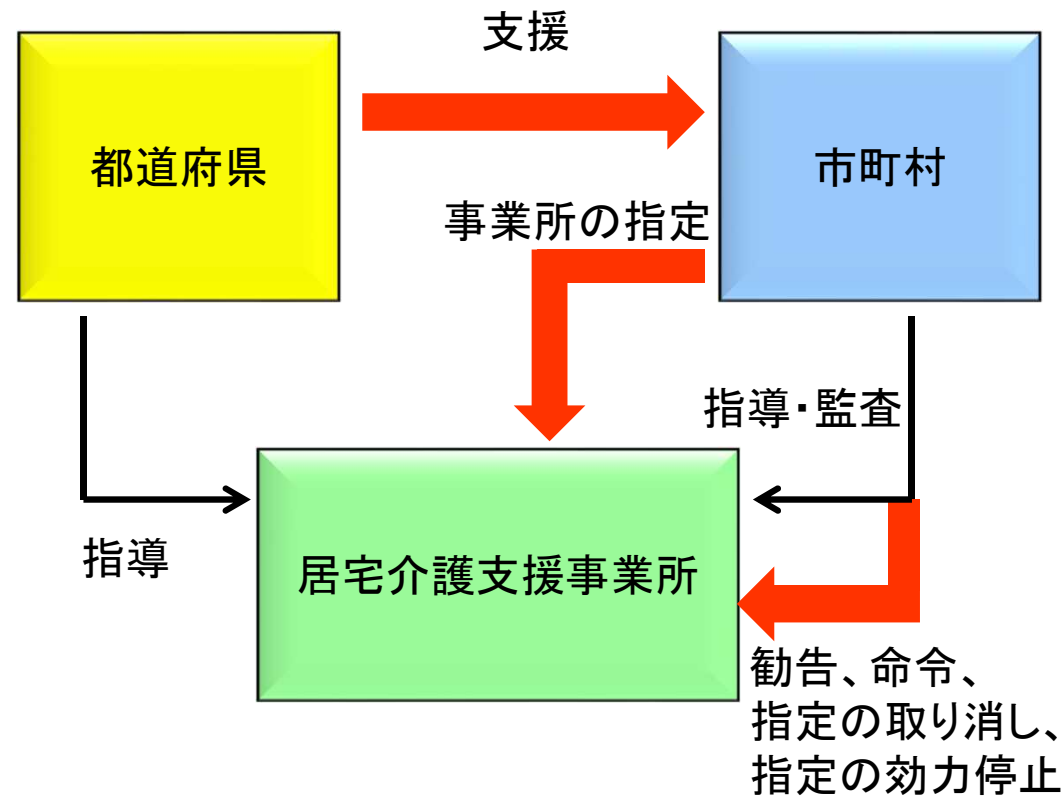 支援
都道府県
市町村
事業所の指定
指導・監査
指導
居宅介護支援事業所
勧告、命令、
指定の取り消し、
指定の効力停止